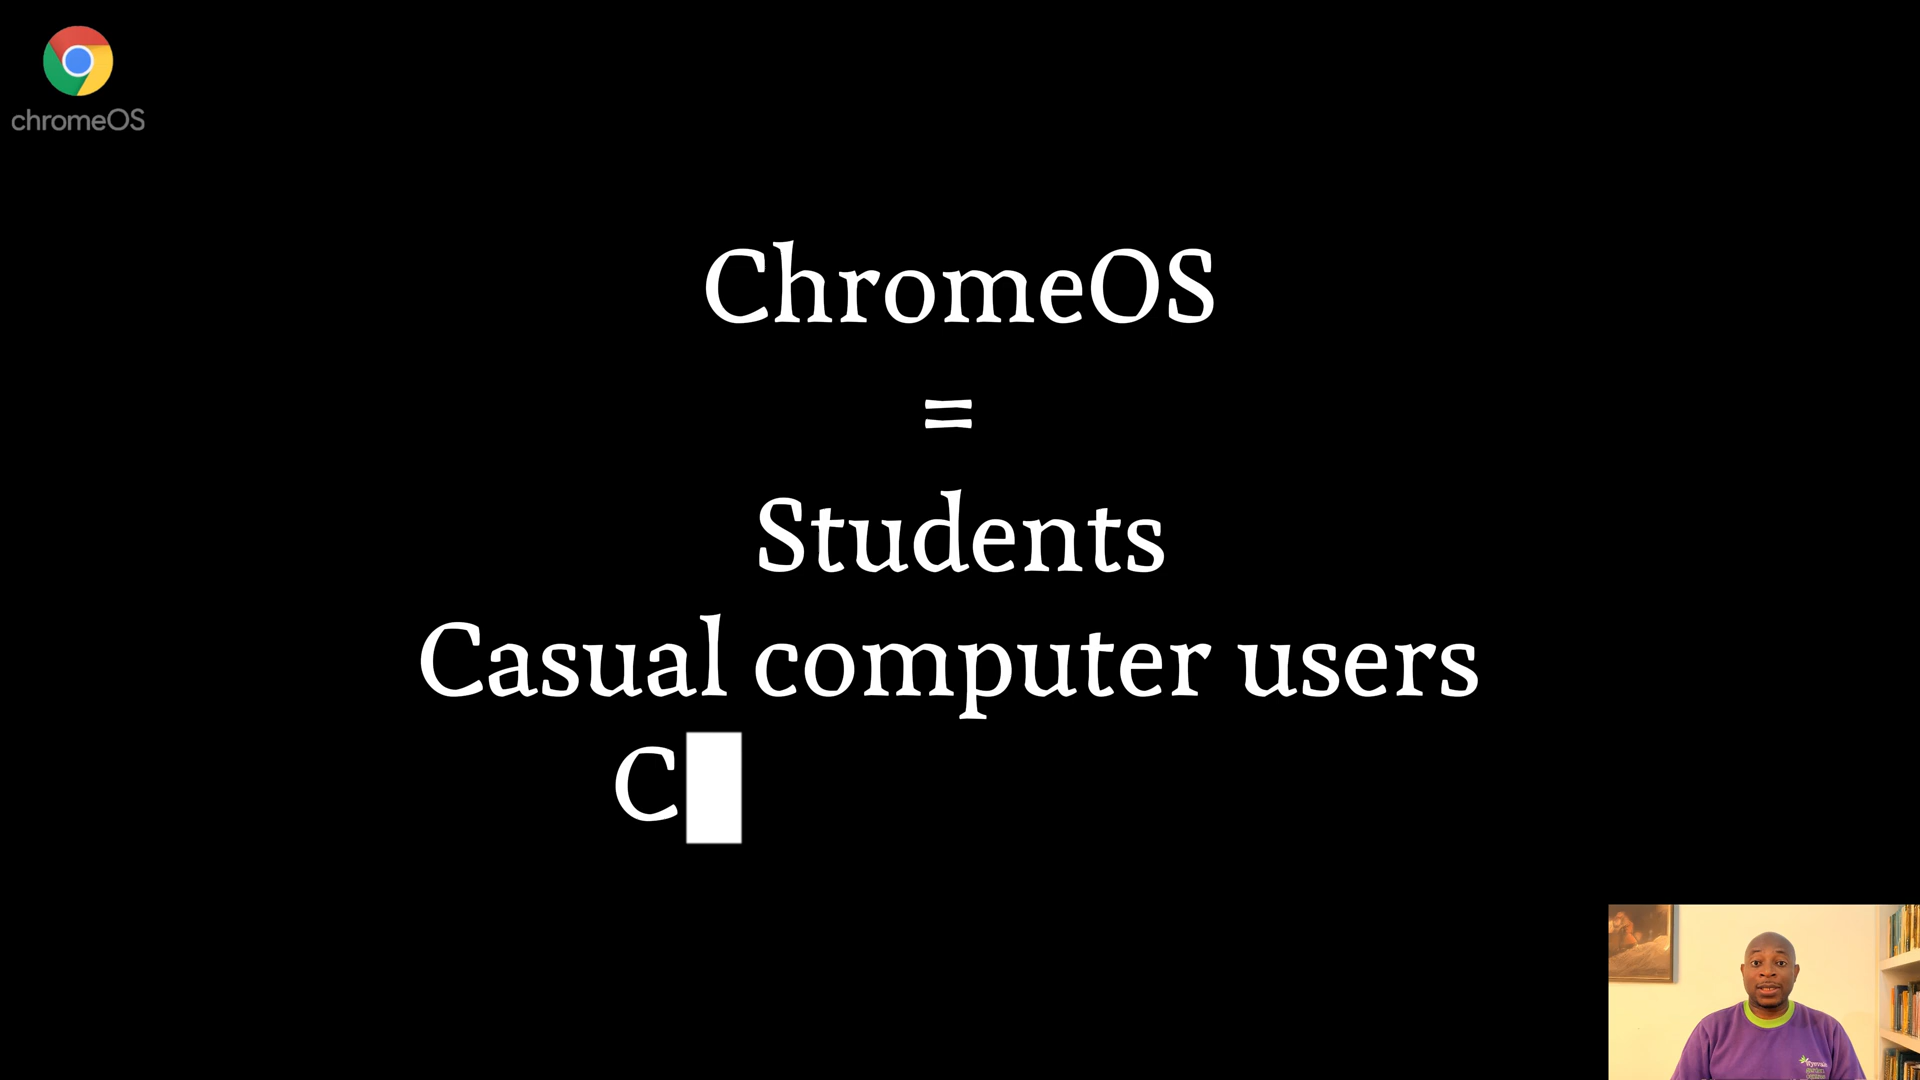 chromeOS
ChromeOS
=
Students
Casual computer users
C